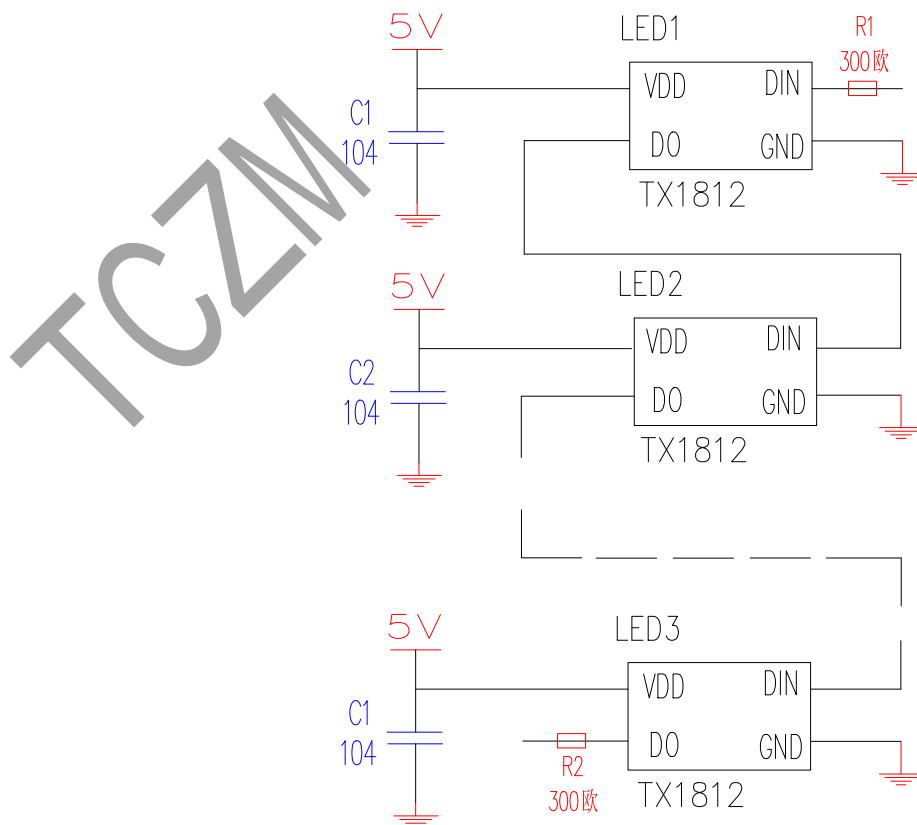 TCZM
5V
LED1
R1
300欧
C1
104
VDD
DIN
DO
GND
TX1812
5V
LED2
C2
104
VDD
DIN
DO
GND
TX1812
5V
LED3
C1
104
VDD
DIN
DO
GND
R2
300欧
TX1812